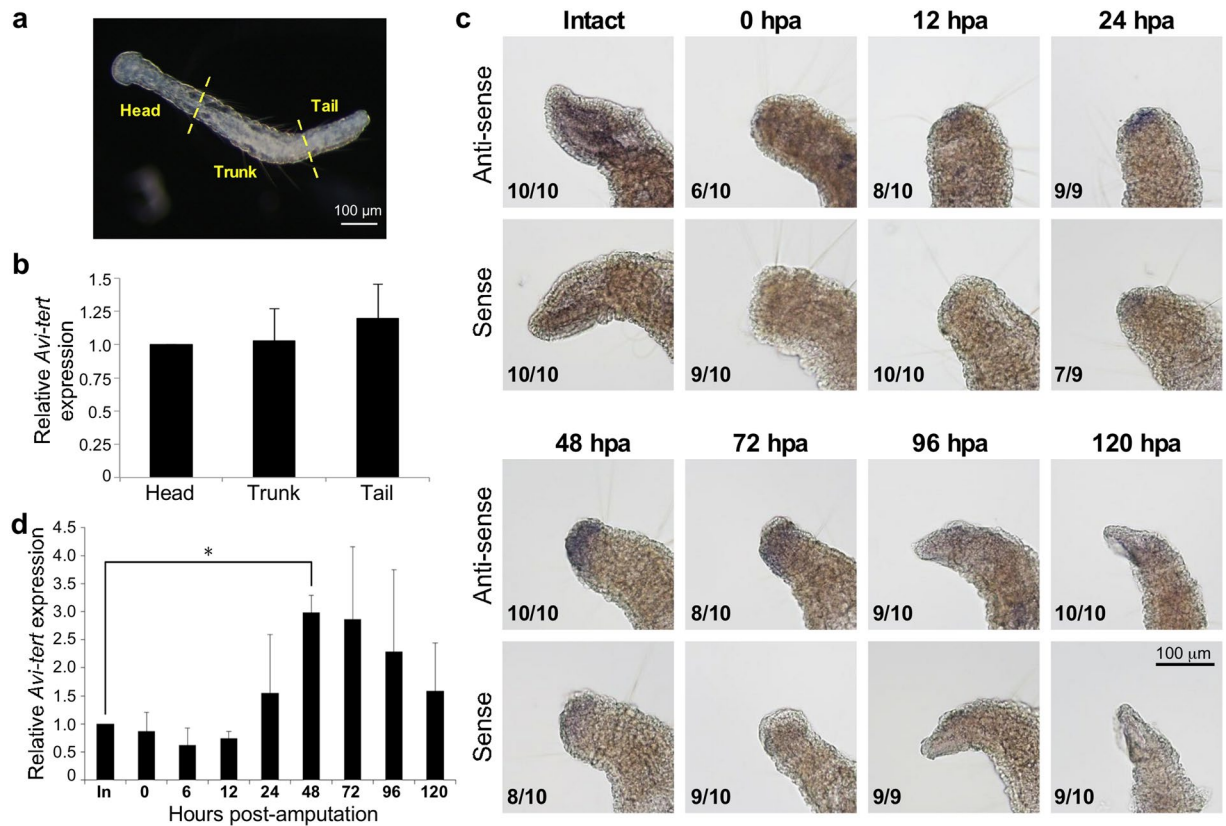 a
Head
Trunk
Tail
100 µm
b
Relative Avi-tert
expression
1.5
1.25
1.0
0.75
0.5
0.25
0
Head Trunk Tail
c
Intact 0 hpa 12 hpa 24 hpa
Anti-sense
10/10 6/10 8/10 9/9
Sense
10/10 9/10 10/10 7/9
48 hpa 72 hpa 96 hpa 120 hpa
Anti-sense
10/10 8/10 9/10 10/10
100 µm
Sense
8/10 9/10 9/9 9/10
d
Relative Avi-tert expression
4.5
4.0
3.5
3.0
2.5
2.0
1.5
1.0
0.5
0.0
*
In 0 6 12 24 48 72 96 120
Hours post-amputation